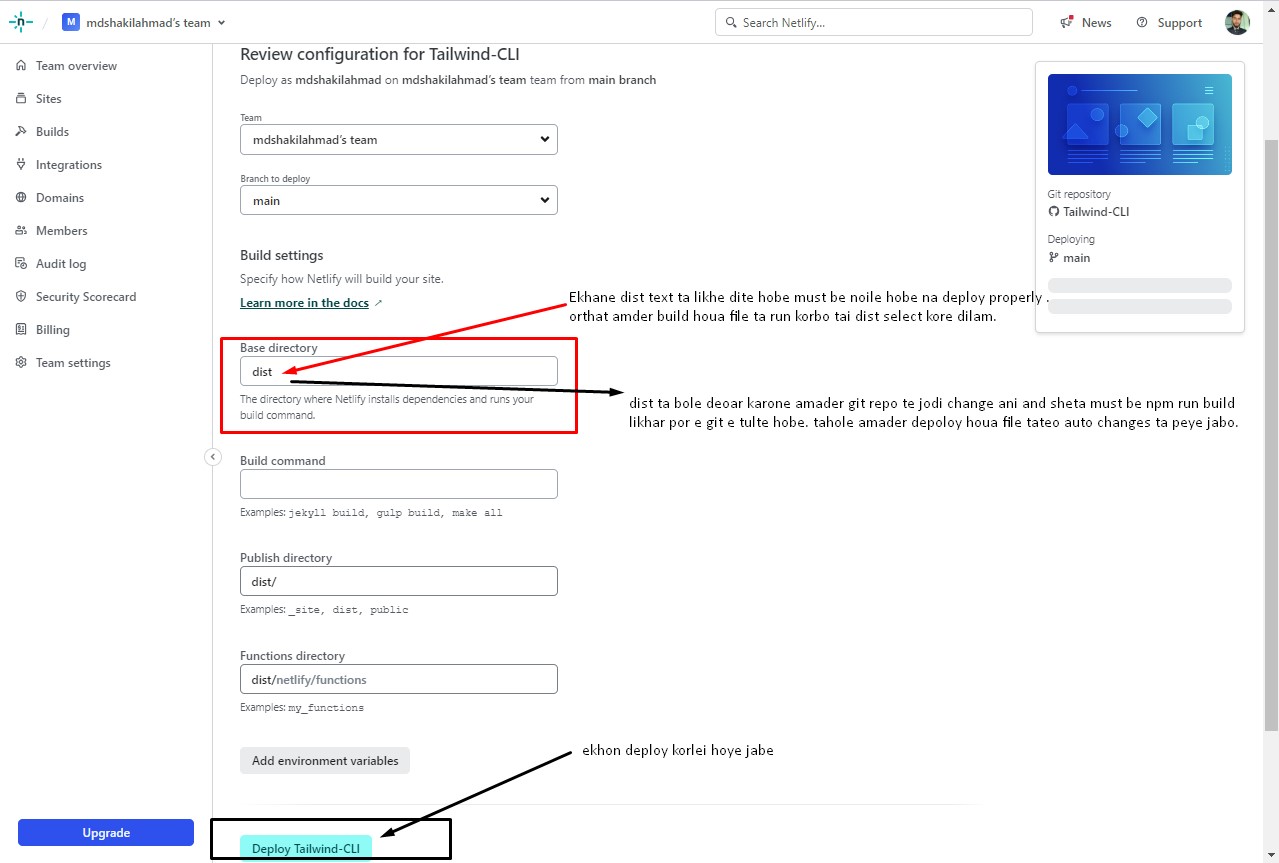 mdshakilahmad's team
Search Netlify...
News
Support
Team overview
Sites
Builds
Integrations
Domains
Members
Audit log
Security Scorecard
Billing
Team settings
Upgrade
Review configuration for Tailwind-CLI
Deploy as mdshakilahmad on mdshakilahmad's team team from main branch
Team
mdshakilahmad's team
Branch to deploy
main
Build settings
Specify how Netlify will build your site.
Learn more in the docs
Ekhane dist text ta likhe dite hobe must be noile hobe na deploy properly .
orthat amder build houa file ta run korbo tai dist select kore dilam.
Base directory
dist
The directory where Netlify installs dependencies and runs your
build command.
dist ta bole deoar karone amader git repo te jodi change ani and sheta must be npm run build
likhar por e git e tulte hobe. tahole amader depoloy houa file tateo auto changes ta peye jabo.
Build command
Examples: jekyll build, gulp build, make all
Publish directory
dist/
Examples: _site, dist, public
Functions directory
dist/netlify/functions
Examples: my_functions
Add environment variables
ekhon deploy korlei hoye jabe
Deploy Tailwind-CLI
Git repository
Tailwind-CLI
Deploying
main
M
n